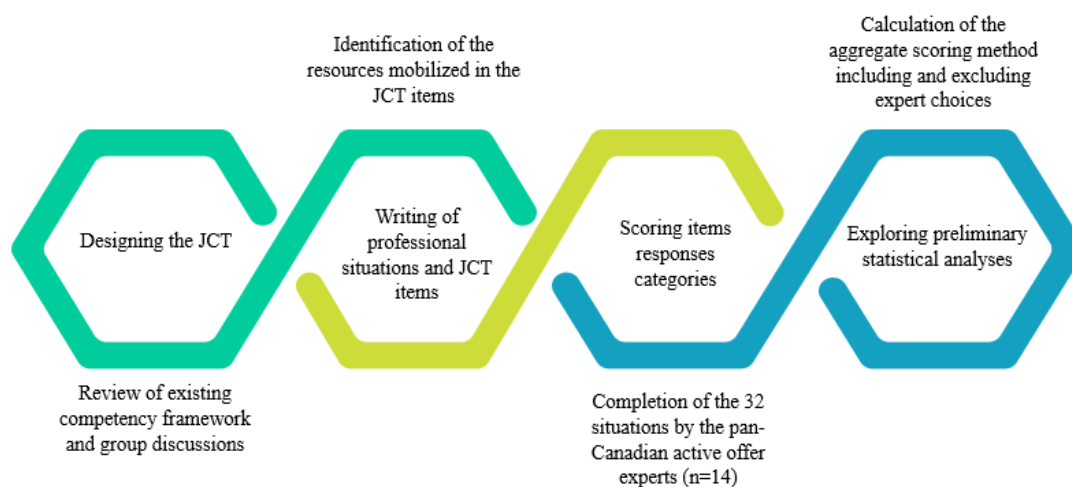 Identification of the
resources mobilized in the
JCT items
Calculation of the
aggregate scoring method
including and excluding
expert choices
Designing the JCT
Writing of
professional
situations and JCT
items
Scoring items
responses
categories
Exploring preliminary
statistical analyses
Review of existing
competency framework
and group discussions
Completion of the 32
situations by the pan-
Canadian active offer
experts (n=14)